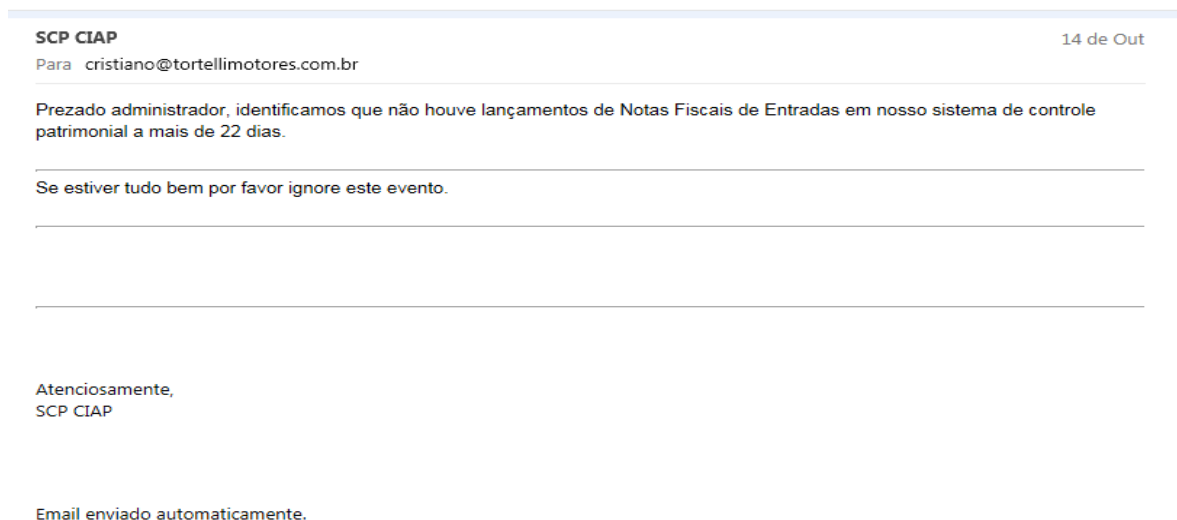 SCP CIAP
14 de Out
Para cristiano@tortellimotores.com.br
Prezado administrador, identificamos que não houve lançamentos de Notas Fiscais de Entradas em nosso sistema de controle
patrimonial a mais de 22 dias.
Se estiver tudo bem por favor ignore este evento.
Atenciosamente,
SCP CIAP
Email enviado automaticamente.